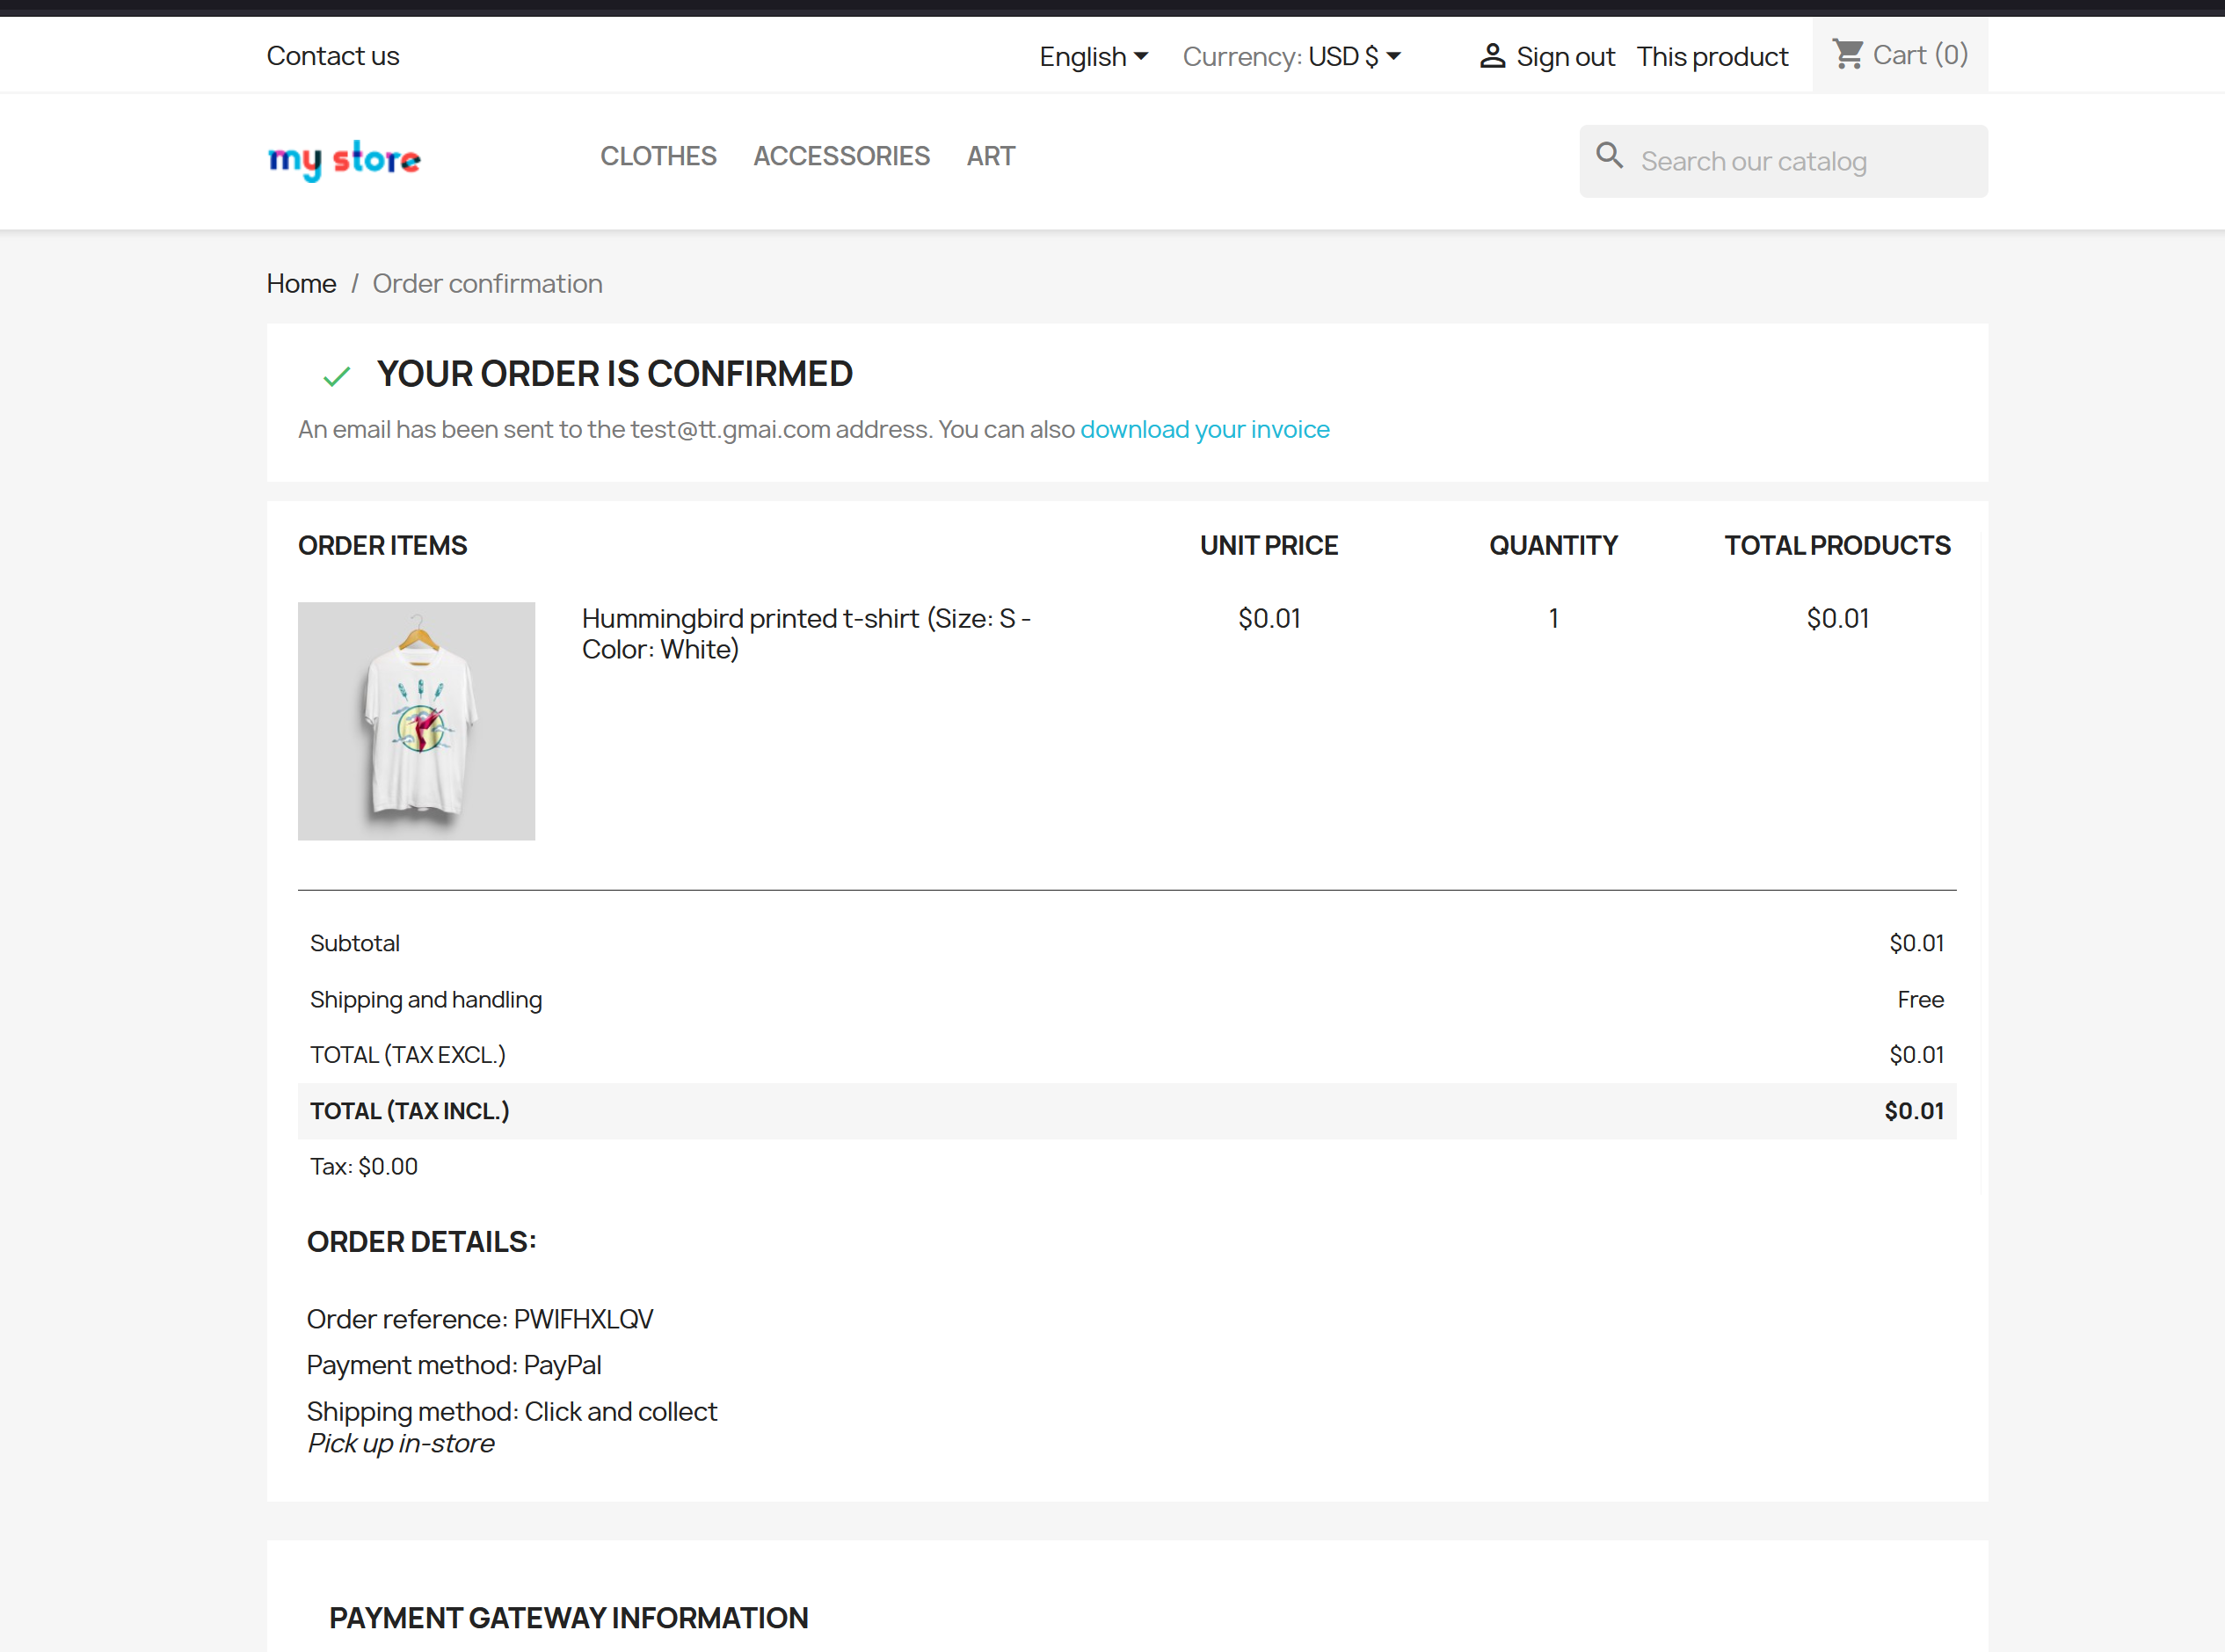 Contact us
English
Currency: USD $
Sign out
This product
Cart (0)
my store
CLOTHES
ACCESSORIES
ART
Search our catalog
Home / Order confirmation
YOUR ORDER IS CONFIRMED
An email has been sent to the test@tt.gmai.com address. You can also download your invoice
ORDER ITEMS
UNIT PRICE
QUANTITY
TOTAL PRODUCTS
Hummingbird printed t-shirt (Size: S -
Color: White)
$0.01
1
$0.01
Subtotal
$0.01
Shipping and handling
Free
TOTAL (TAX EXCL.)
$0.01
TOTAL (TAX INCL.)
$0.01
Tax: $0.00
ORDER DETAILS:
Order reference: PWIFHXLQV
Payment method: PayPal
Shipping method: Click and collect
Pick up in-store
PAYMENT GATEWAY INFORMATION